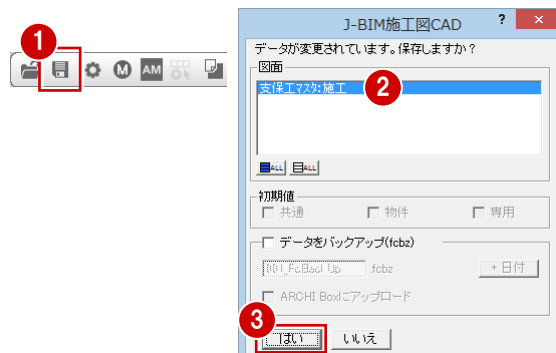 1
M
AM
J-BIM施工図CAD
?
×
データが変更されています。保存しますか？
図面
支保工マスタ:施工
2
ALL
ALL
初期値
共通
物件
専用
データをバックアップ(fcbz)
fcbz
+日付
ARCHI Boxにアップロード
3
はい
いいえ